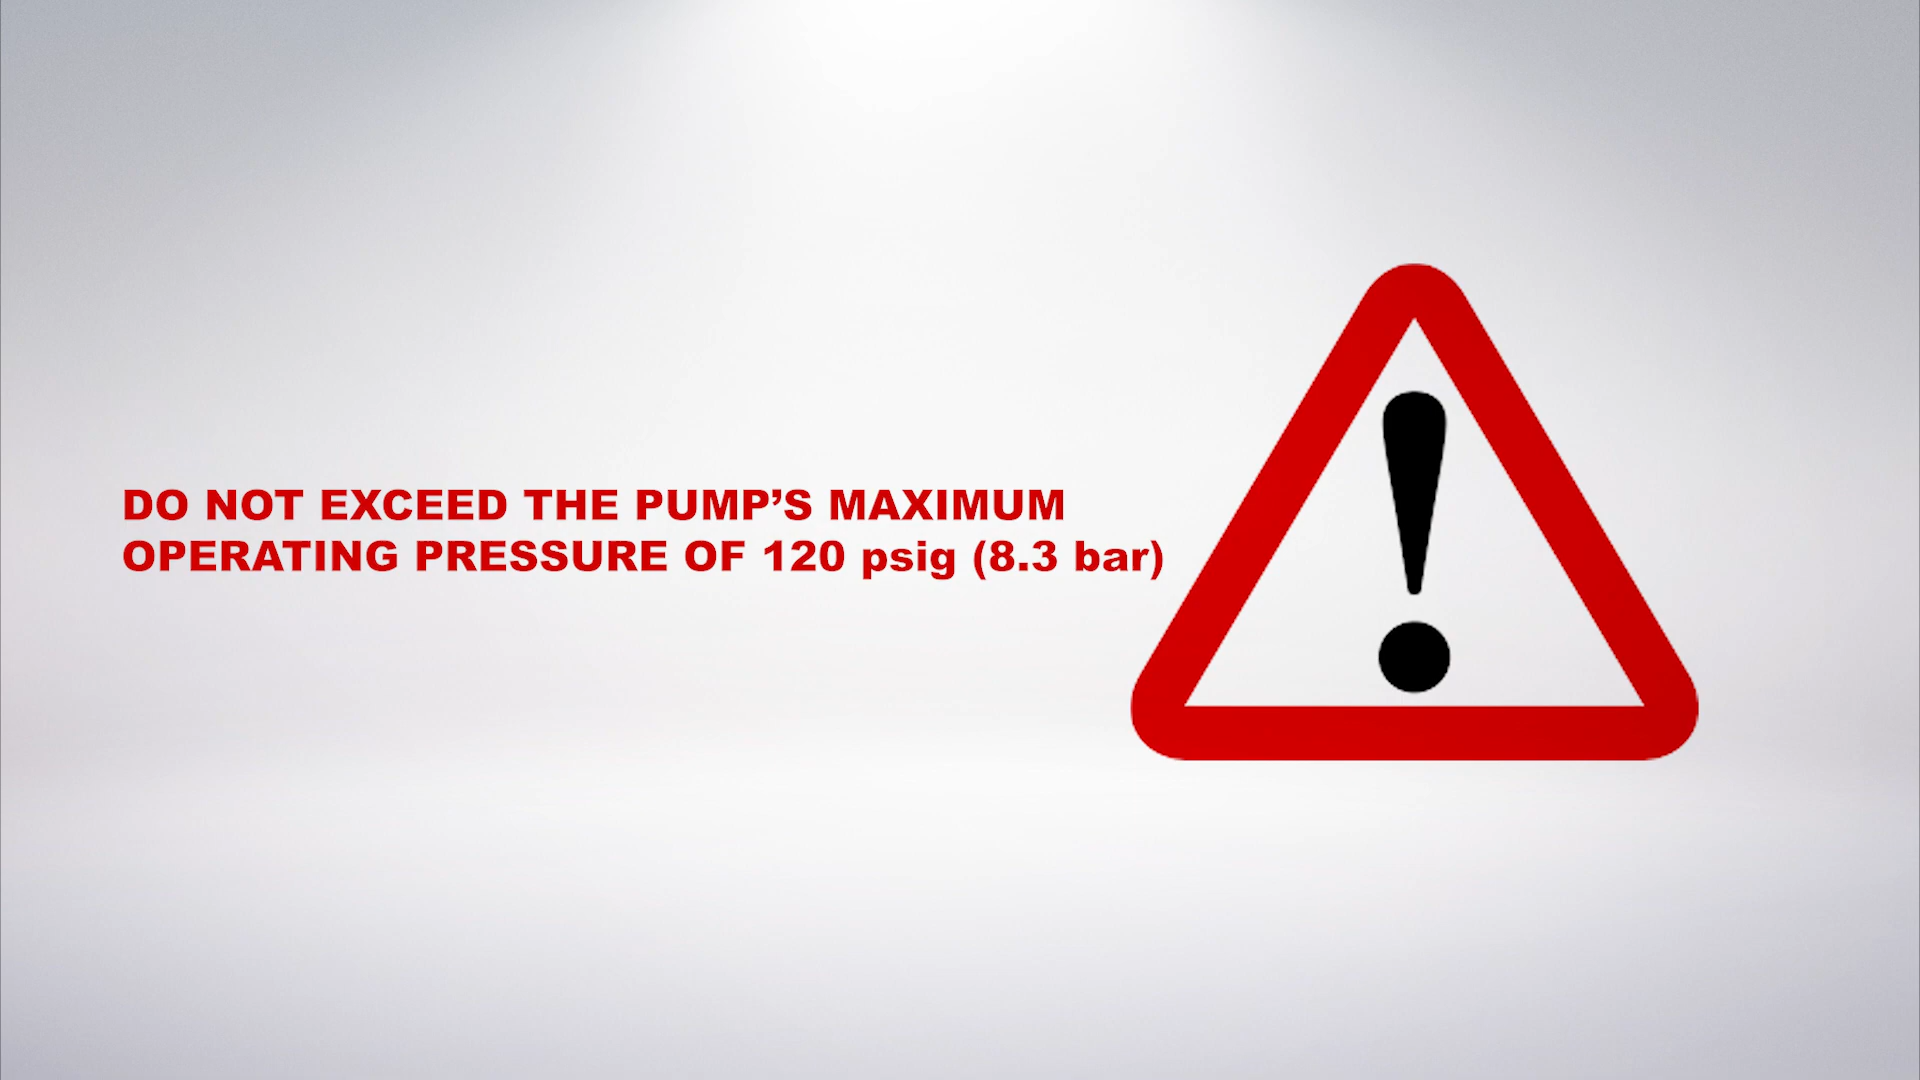 DO NOT EXCEED THE PUMP’S MAXIMUM
OPERATING PRESSURE OF 120 psig (8.3 bar)